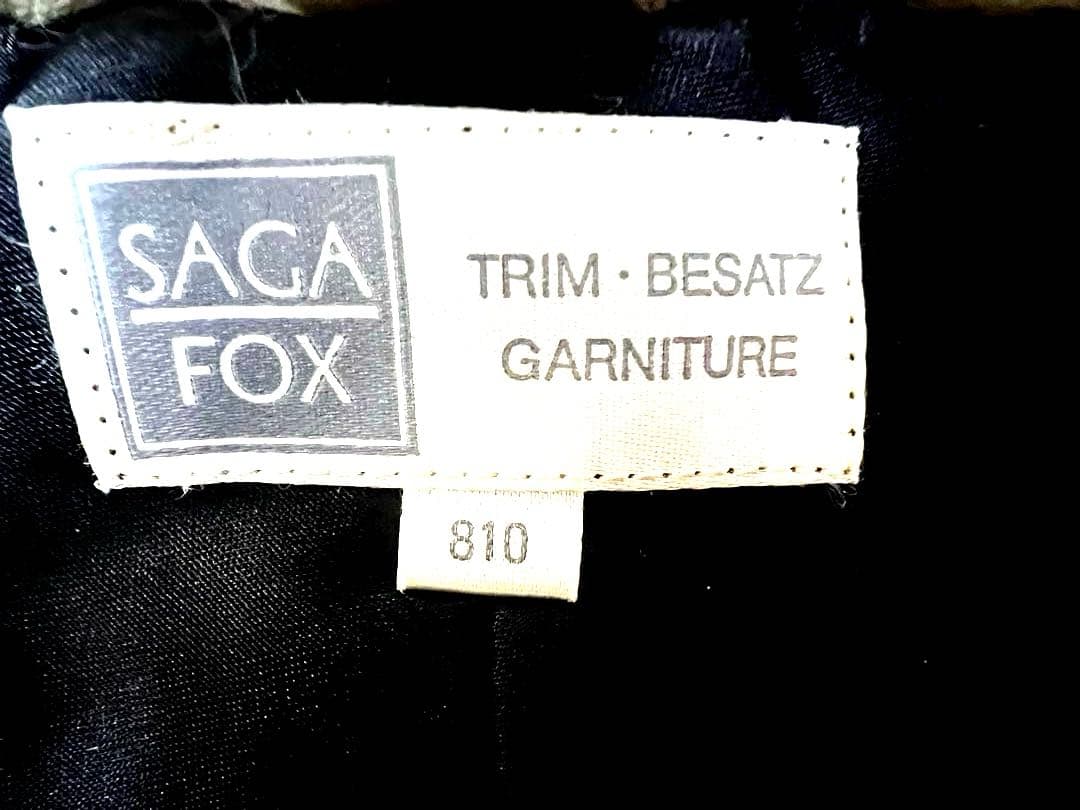 SAGA
FOX
TRIM · BESATZ
GARNITURE
810